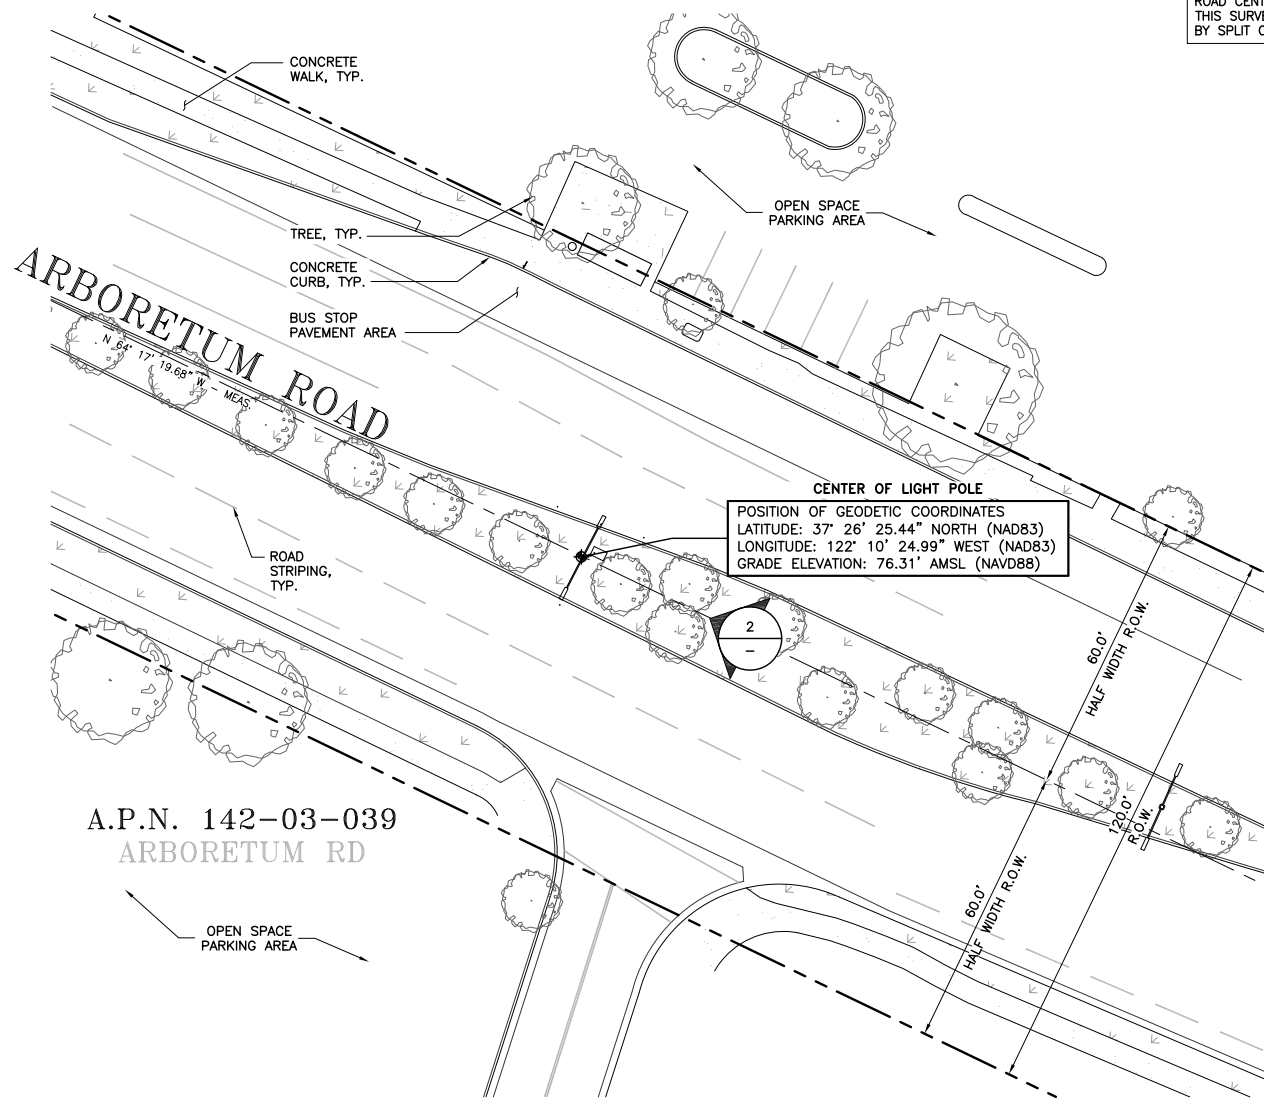 ROAD CENT
THIS SURVE
BY SPLIT O
CONCRETE
WALK, TYP.
OPEN SPACE
PARKING AREA
TREE, TYP.
CONCRETE
CURB, TYP.
BUS STOP
PAVEMENT AREA
ARBORETUM ROAD
N 64° 17' 19.68" W MEAS.
CENTER OF LIGHT POLE
POSITION OF GEODETIC COORDINATES
LATITUDE: 37° 26' 25.44" NORTH (NAD83)
LONGITUDE: 122° 10' 24.99" WEST (NAD83)
GRADE ELEVATION: 76.31' AMSL (NAVD88)
ROAD
STRIPING,
TYP.
2
–
60.0'
HALF WIDTH R.O.W.
120.0'
R.O.W.
60.0'
HALF WIDTH R.O.W.
A.P.N. 142-03-039
ARBORETUM RD
OPEN SPACE
PARKING AREA